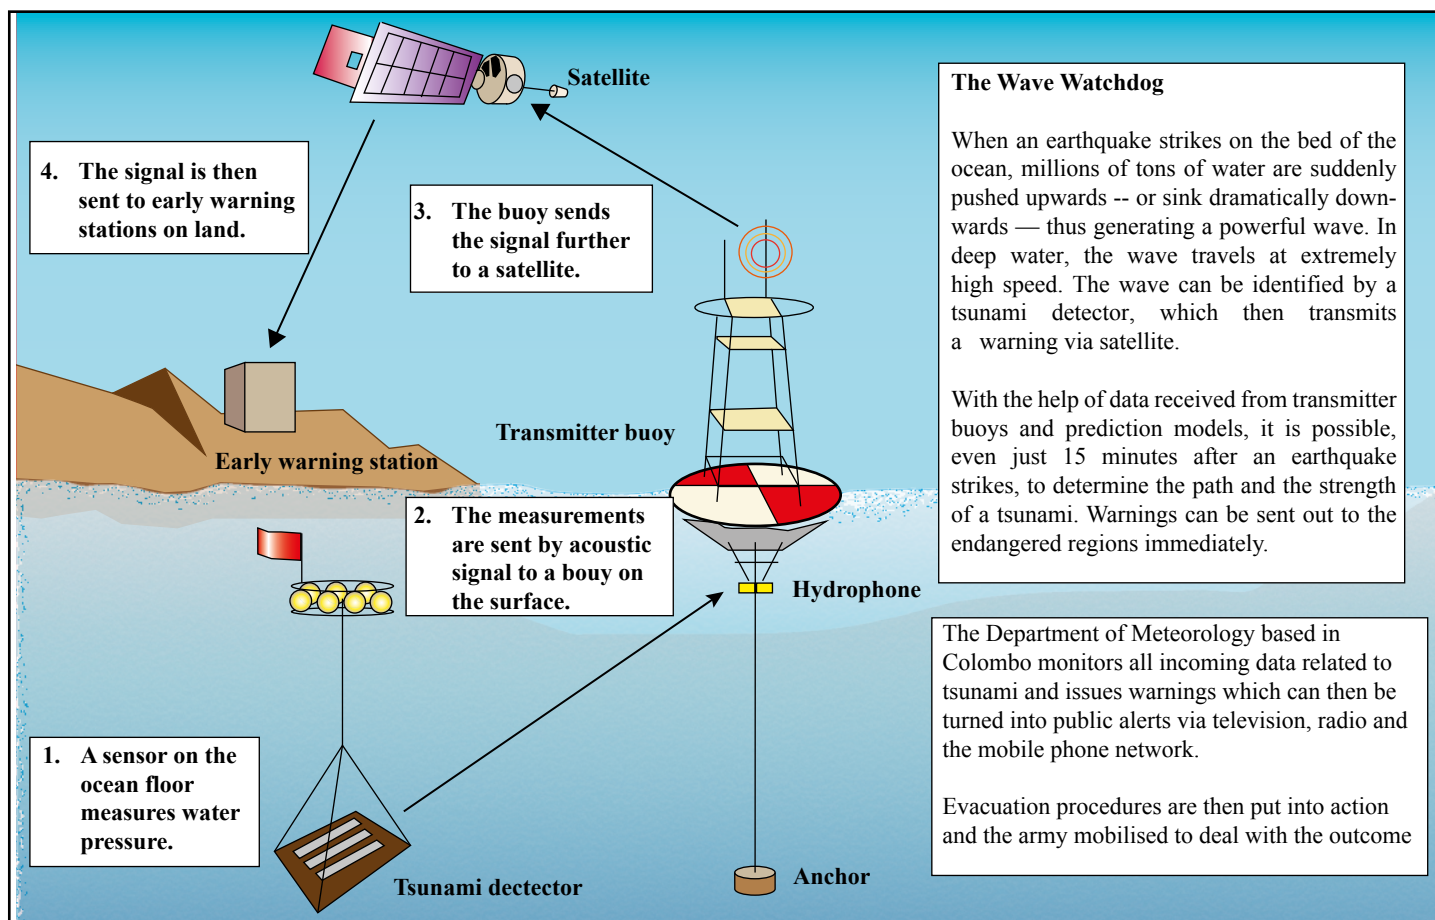 Satellite
4. The signal is then
sent to early warning
stations on land.
3. The buoy sends
the signal further
to a satellite.
Transmitter buoy
Early warning station
2. The measurements
are sent by acoustic
signal to a bouy on
the surface.
Hydrophone
1. A sensor on the
ocean floor
measures water
pressure.
Tsunami dectector
Anchor
The Wave Watchdog
When an earthquake strikes on the bed of the
ocean, millions of tons of water are suddenly
pushed upwards -- or sink dramatically down-
wards — thus generating a powerful wave. In
deep water, the wave travels at extremely
high speed. The wave can be identified by a
tsunami detector, which then transmits
a warning via satellite.
With the help of data received from transmitter
buoys and prediction models, it is possible,
even just 15 minutes after an earthquake
strikes, to determine the path and the strength
of a tsunami. Warnings can be sent out to the
endangered regions immediately.
The Department of Meteorology based in
Colombo monitors all incoming data related to
tsunami and issues warnings which can then be
turned into public alerts via television, radio and
the mobile phone network.
Evacuation procedures are then put into action
and the army mobilised to deal with the outcome